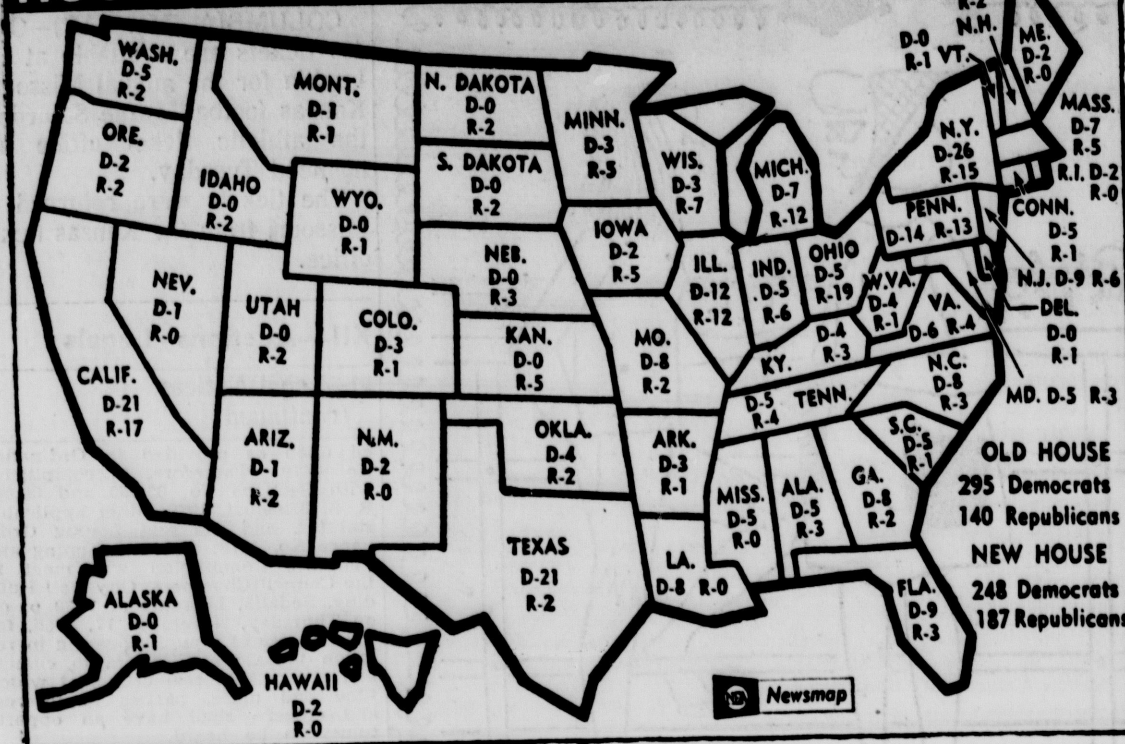 WASH.
D-5
R-2
ORE.
D-2
R-2
IDAHO
D-0
R-2
MONT.
D-1
R-1
WYO.
D-0
R-1
N. DAKOTA
D-0
R-2
S. DAKOTA
D-0
R-2
NEB.
D-0
R-3
KAN.
D-0
R-5
NEV.
D-1
R-0
UTAH
D-0
R-2
COLO.
D-3
R-1
CALIF.
D-21
R-17
ARIZ.
D-1
R-2
N.M.
D-2
R-0
OKLA.
D-4
R-2
TEXAS
D-21
R-2
MINN.
D-3
R-5
IOWA
D-2
R-5
MO.
D-8
R-2
ARK.
D-3
R-1
LA.
D-8 R-0
WIS.
D-3
R-7
MICH.
D-7
R-12
ILL.
D-12
R-12
IND.
D-5
R-6
OHIO
D-5
R-19
D-4
R-3
KY.
D-5 TENN.
R-4
MISS.
D-5
R-0
ALA.
D-5
R-3
GA.
D-8
R-2
FLA.
D-9
R-3
S.C.
D-5
R-1
N.C.
D-8
R-3
VA.
D-6 R-4
W.VA.
D-4
R-1
PENN.
D-14 R-13
N.Y.
D-26
R-15
D-0
R-1 VT.
R-2
N.H.
ME.
D-2
R-0
MASS.
D-7
R-5
R.I. D-2
R-0
CONN.
D-5
R-1
N.J. D-9 R-6
DEL.
D-0
R-1
MD. D-5 R-3
OLD HOUSE
295 Democrats
140 Republicans
NEW HOUSE
248 Democrats
187 Republicans
ALASKA
D-0
R-1
HAWAII
D-2
R-0
NEA Newsmap